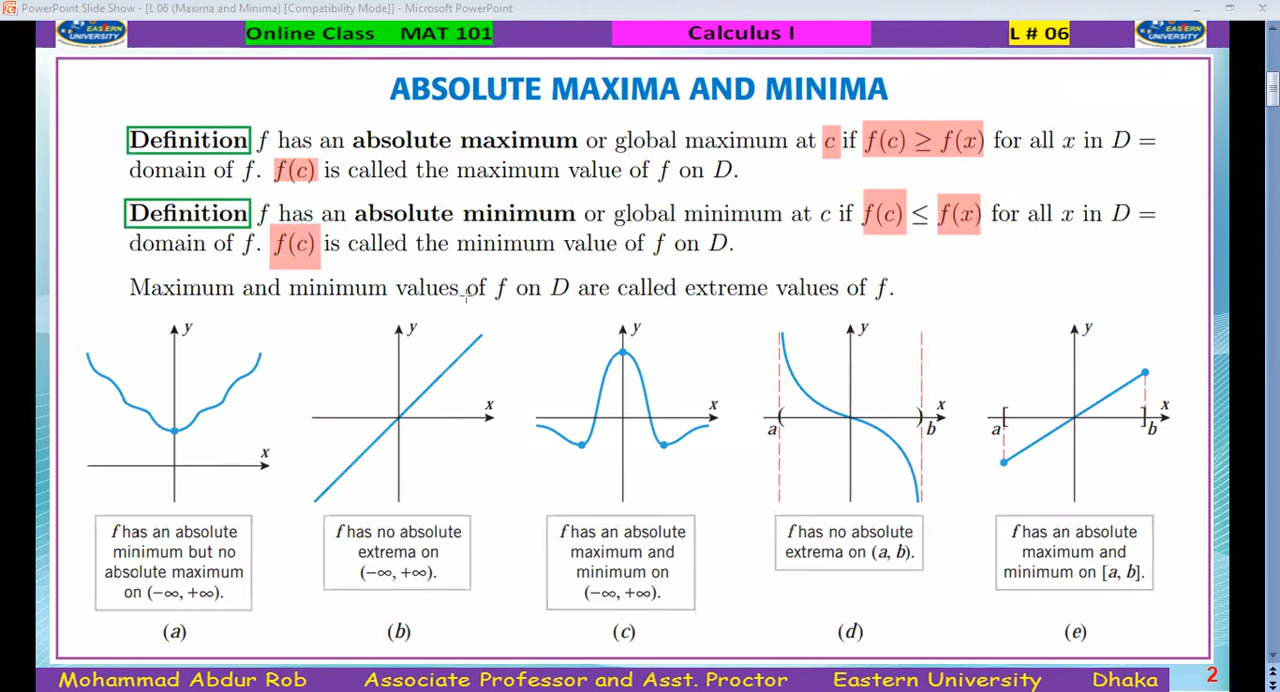 PowerPoint Slide Show - [L 06 (Maxima and Minima) [Compatibility Mode]] - Microsoft PowerPoint
EASTERN UNIVERSITY Online Class MAT 101 Calculus I L # 06 EASTERN UNIVERSITY
ABSOLUTE MAXIMA AND MINIMA
Definition f has an absolute maximum or global maximum at c if f(c) ≥ f(x) for all x in D =
domain of f. f(c) is called the maximum value of f on D.
Definition f has an absolute minimum or global minimum at c if f(c) ≤ f(x) for all x in D =
domain of f. f(c) is called the minimum value of f on D.
Maximum and minimum values of f on D are called extreme values of f.
y
x
f has an absolute
minimum but no
absolute maximum
on (−∞, +∞).
(a)
y
x
f has no absolute
extrema on
(−∞, +∞).
(b)
y
x
f has an absolute
maximum and
minimum on
(−∞, +∞).
(c)
y
x
a b
f has no absolute
extrema on (a, b).
(d)
y
x
a b
f has an absolute
maximum and
minimum on [a, b].
(e)
Mohammad Abdur Rob Associate Professor and Asst. Proctor Eastern University Dhaka 2